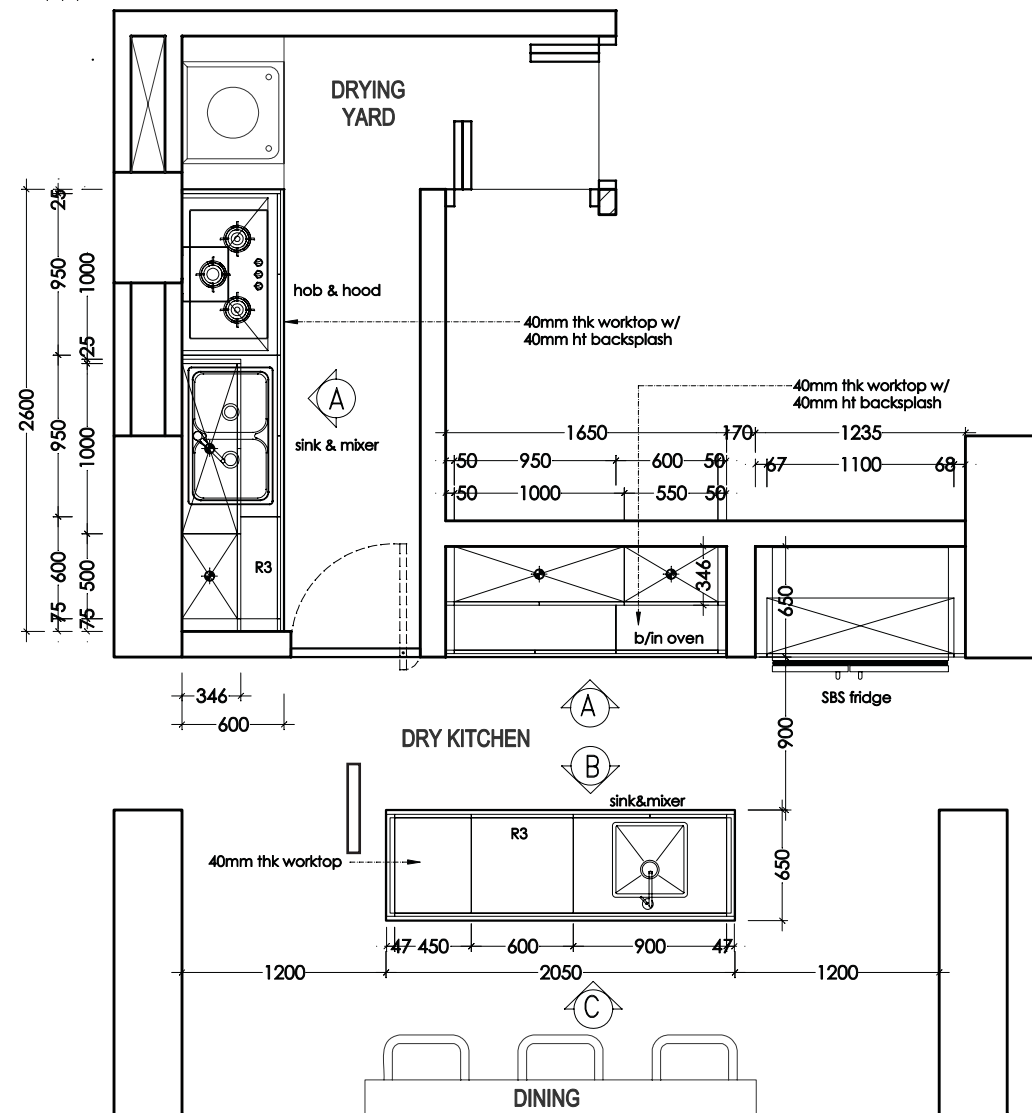 DRYING
YARD
hob & hood
40mm thk worktop w/
40mm ht backsplash
40mm thk worktop w/
40mm ht backsplash
A
sink & mixer
2600
25
950
950
600
75
1000
25
1000
500
75
R3
1650
170
1235
50
950
600
50
67
1100
68
50
1000
550
50
346
650
b/in oven
SBS fridge
346
600
A
DRY KITCHEN
B
900
sink&mixer
R3
40mm thk worktop
650
47
450
600
900
47
1200
2050
1200
C
DINING